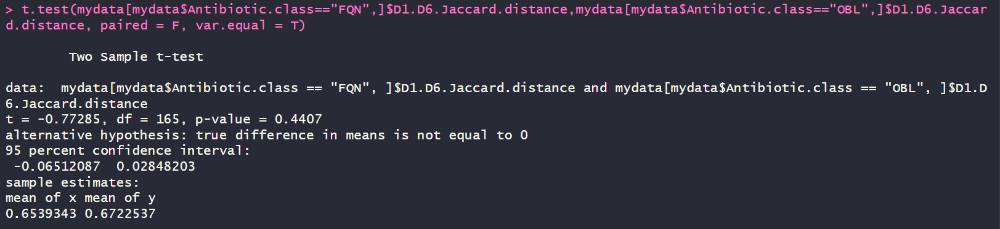 > t.test(mydata[mydata$Antibiotic.class=="FQN",]$D1.D6.Jaccard.distance,mydata[mydata$Antibiotic.class=="OBL",]$D1.D6.Jaccar
d.distance, paired = F, var.equal = T)
Two Sample t-test
data:  mydata[mydata$Antibiotic.class == "FQN", ]$D1.D6.Jaccard.distance and mydata[mydata$Antibiotic.class == "OBL", ]$D1.D
6.Jaccard.distance
t = -0.77285, df = 165, p-value = 0.4407
alternative hypothesis: true difference in means is not equal to 0
95 percent confidence interval:
 -0.06512087  0.02848203
sample estimates:
mean of x mean of y
0.6539343 0.6722537